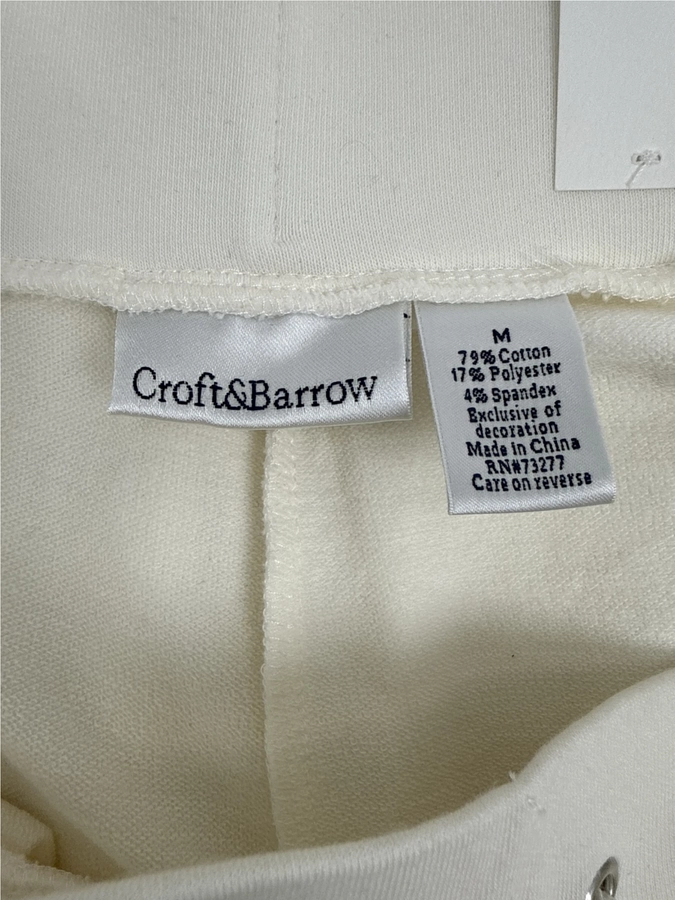 Croft&Barrow
M
79% Cotton
17% Polyester
4% Spandex
Exclusive of
decoration
Made in China
RN#73277
Care on reverse